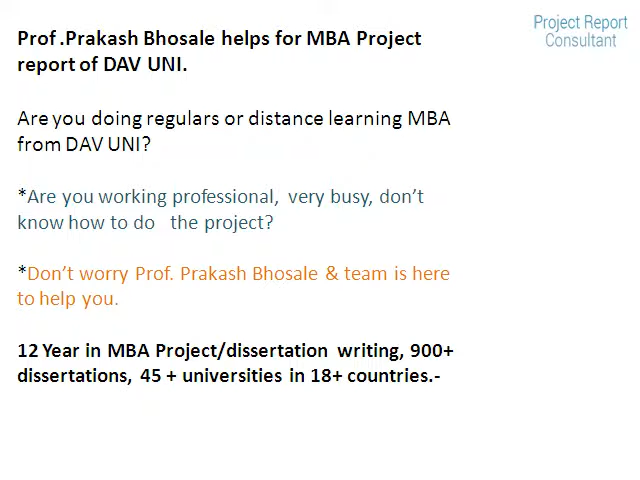 Project Report
Consultant
Prof .Prakash Bhosale helps for MBA Project
report of DAV UNI.
Are you doing regulars or distance learning MBA
from DAV UNI?
*Are you working professional, very busy, don’t
know how to do the project?
*Don’t worry Prof. Prakash Bhosale & team is here
to help you.
12 Year in MBA Project/dissertation writing, 900+
dissertations, 45 + universities in 18+ countries.-